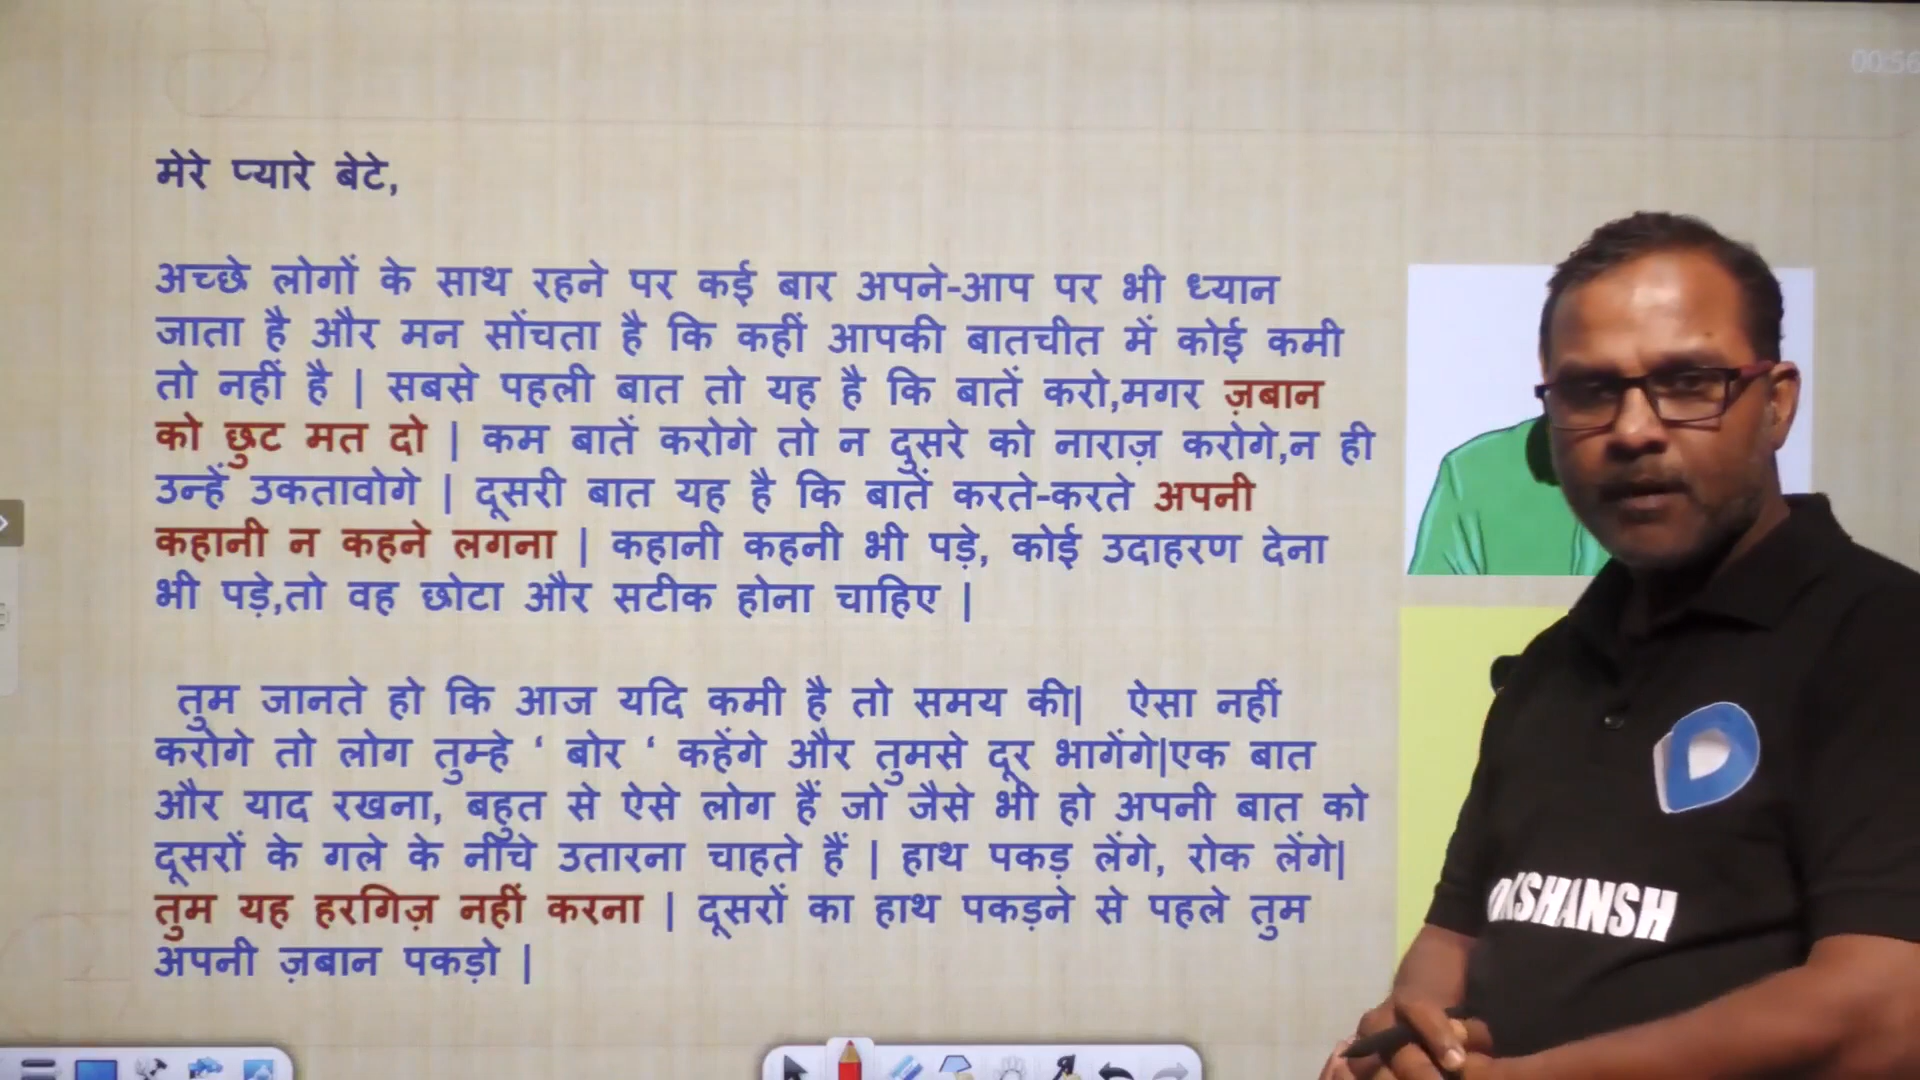 00:56
मेरे प्यारे बेटे,
अच्छे लोगों के साथ रहने पर कई बार अपने-आप पर भी ध्यान
जाता है और मन सोंचता है कि कहीं आपकी बातचीत में कोई कमी
तो नहीं है | सबसे पहली बात तो यह है कि बातें करो,मगर ज़बान
को छुट मत दो | कम बातें करोगे तो न दुसरे को नाराज़ करोगे,न ही
उन्हें उकतावोगे | दूसरी बात यह है कि बातें करते-करते अपनी
कहानी न कहने लगना | कहानी कहनी भी पड़े, कोई उदाहरण देना
भी पड़े,तो वह छोटा और सटीक होना चाहिए |
तुम जानते हो कि आज यदि कमी है तो समय की| ऐसा नहीं
करोगे तो लोग तुम्हे ‘ बोर ‘ कहेंगे और तुमसे दूर भागेंगे|एक बात
और याद रखना, बहुत से ऐसे लोग हैं जो जैसे भी हो अपनी बात को
दूसरों के गले के नीचे उतारना चाहते हैं | हाथ पकड़ लेंगे, रोक लेंगे|
तुम यह हरगिज़ नहीं करना | दूसरों का हाथ पकड़ने से पहले तुम
अपनी ज़बान पकड़ो |